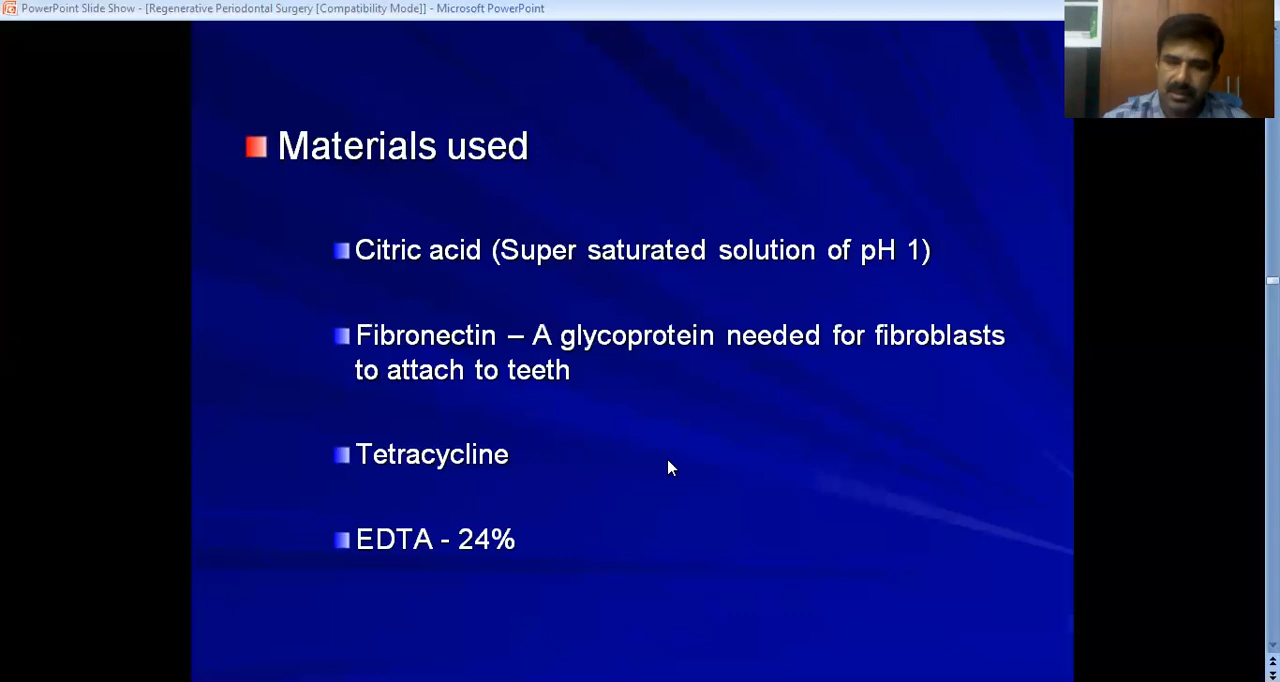 PowerPoint Slide Show - [Regenerative Periodontal Surgery [Compatibility Mode]] - Microsoft PowerPoint
Materials used
Citric acid (Super saturated solution of pH 1)
Fibronectin – A glycoprotein needed for fibroblasts
to attach to teeth
Tetracycline
EDTA - 24%